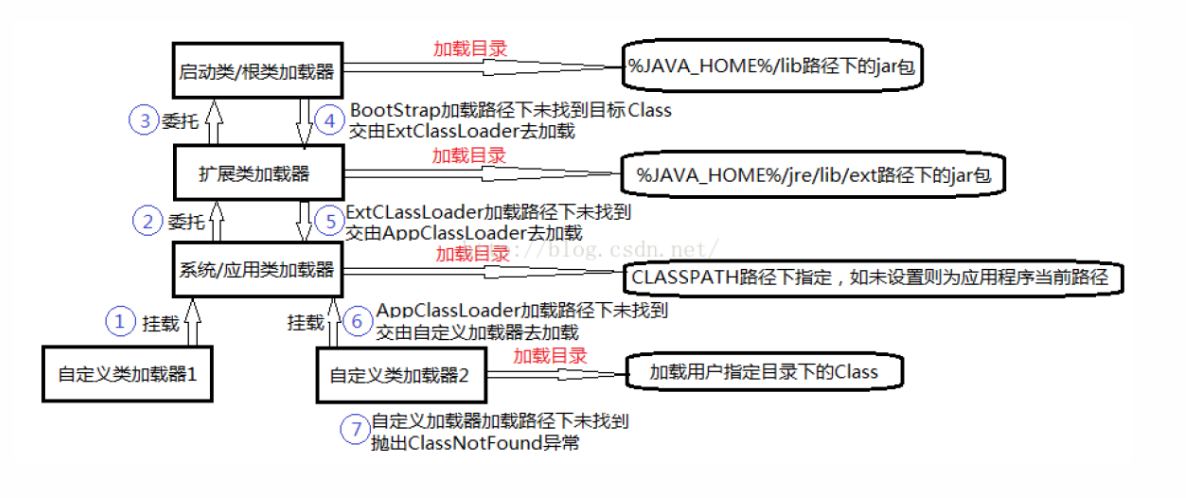 加载目录
启动类/根类加载器
%JAVA_HOME%/lib路径下的jar包
③ 委托
④ BootStrap加载路径下未找到目标Class
交由ExtClassLoader去加载
加载目录
扩展类加载器
%JAVA_HOME%/jre/lib/ext路径下的jar包
② 委托
⑤ ExtCLassLoader加载路径下未找到
交由AppClassLoader去加载
http://blog.csdn.net/
加载目录
系统/应用类加载器
CLASSPATH路径下指定，如未设置则为应用程序当前路径
① 挂载
挂载
⑥ AppClassLoader加载路径下未找到
交由自定义加载器去加载
加载目录
自定义类加载器1
自定义类加载器2
加载用户指定目录下的Class
⑦ 自定义加载器加载路径下未找到
抛出ClassNotFound异常